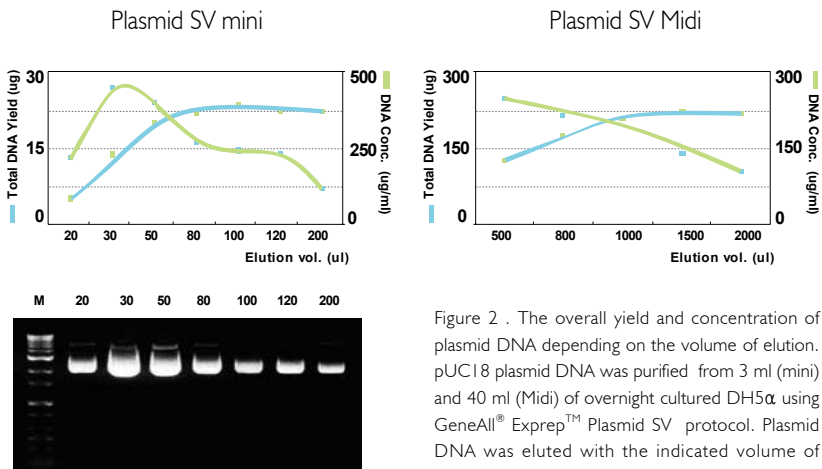 Plasmid SV mini
Total DNA Yield (ug)
30
15
0
500
250
0
DNA Conc. (ug/ml)
20 30 50 80 100 120 200
Elution vol. (ul)
Plasmid SV Midi
Total DNA Yield (ug)
300
150
0
300
150
0
DNA Conc. (ug/ml)
500 800 1000 1500 2000
Elution vol. (ul)
M 20 30 50 80 100 120 200
Figure 2 . The overall yield and concentration of
plasmid DNA depending on the volume of elution.
pUC18 plasmid DNA was purified from 3 ml (mini)
and 40 ml (Midi) of overnight cultured DH5α using
GeneAll® Exprep™ Plasmid SV protocol. Plasmid
DNA was eluted with the indicated volume of